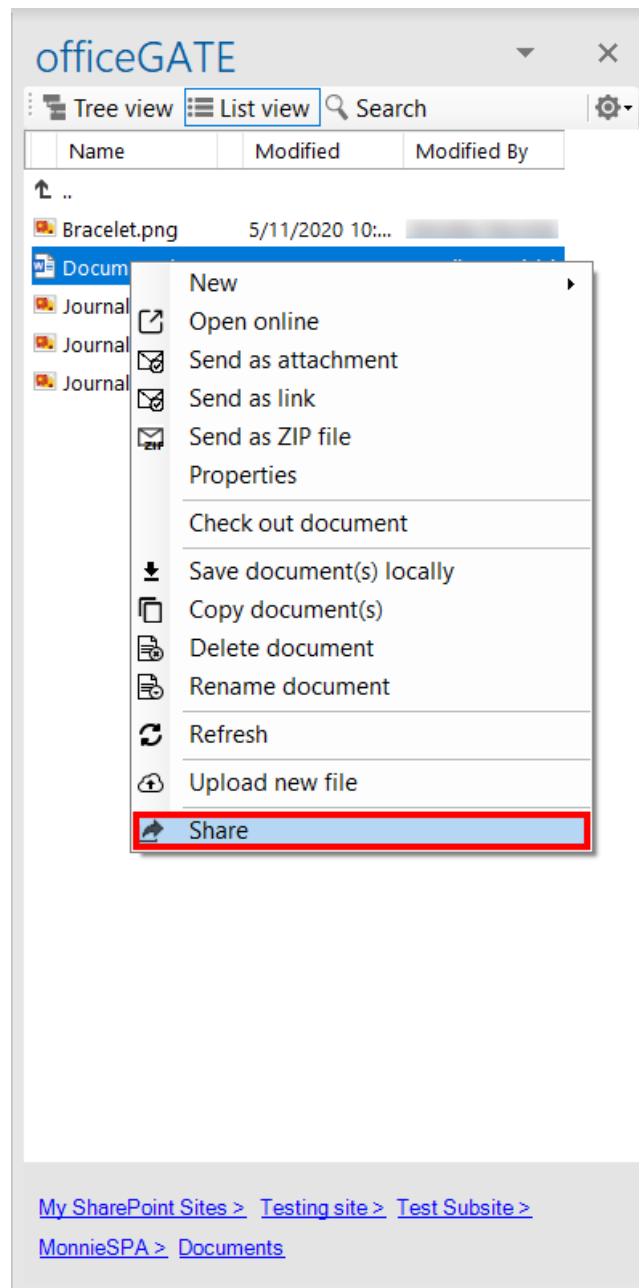 officeGATE
Tree view List view Search
Name Modified Modified By
..
Bracelet.png 5/11/2020 10:...
Docum
Journal
Journal
Journal
New
Open online
Send as attachment
Send as link
ZIP Send as ZIP file
Properties
Check out document
Save document(s) locally
Copy document(s)
Delete document
Rename document
Refresh
Upload new file
Share
My SharePoint Sites > Testing site > Test Subsite >
MonnieSPA > Documents